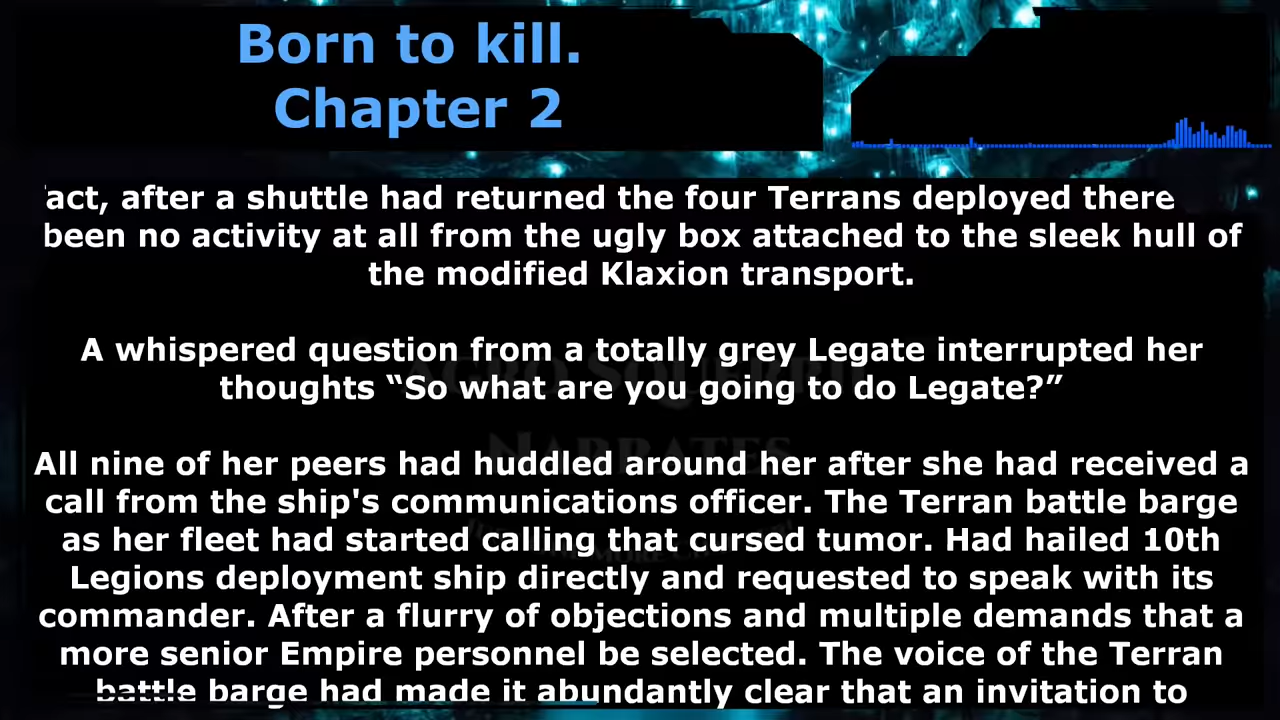 Born to kill.
Chapter 2
act, after a shuttle had returned the four Terrans deployed there
been no activity at all from the ugly box attached to the sleek hull of
the modified Klaxion transport.
A whispered question from a totally grey Legate interrupted her
thoughts “So what are you going to do Legate?”
All nine of her peers had huddled around her after she had received a
call from the ship's communications officer. The Terran battle barge
as her fleet had started calling that cursed tumor. Had hailed 10th
Legions deployment ship directly and requested to speak with its
commander. After a flurry of objections and multiple demands that a
more senior Empire personnel be selected. The voice of the Terran
battle barge had made it abundantly clear that an invitation to